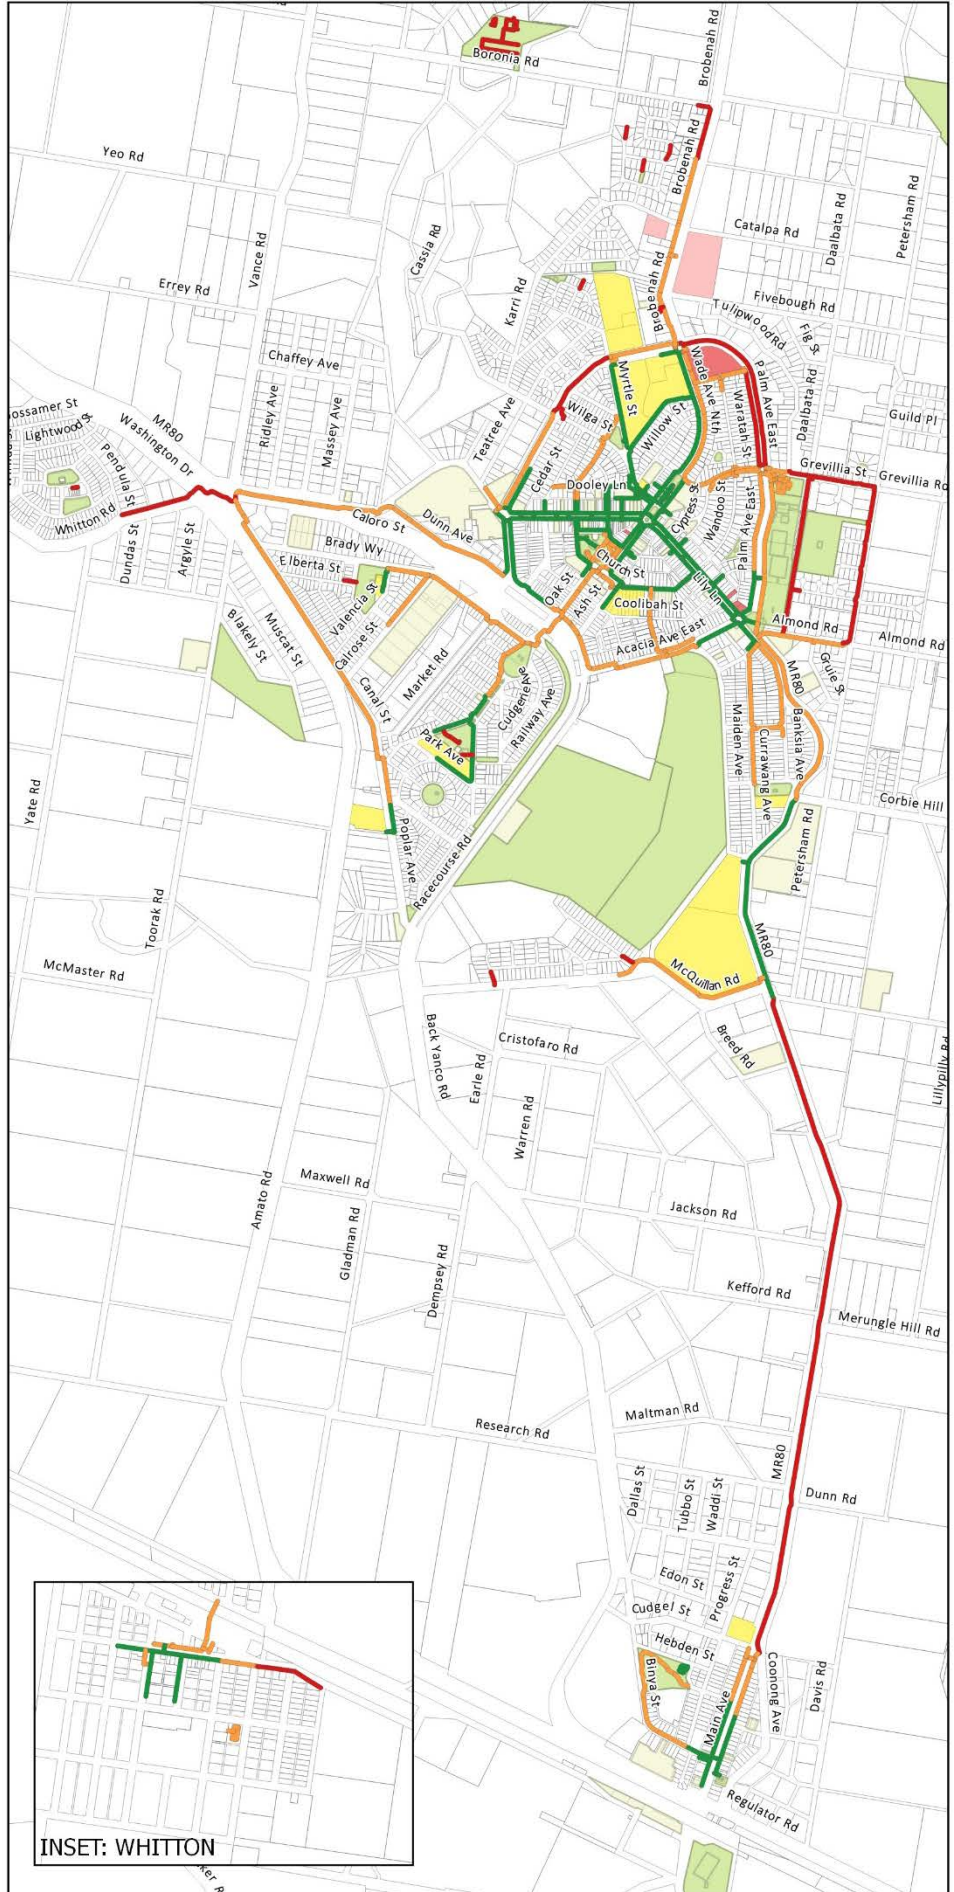 Brobenah Rd
Boronia Rd
Brobenah Rd
Yeo Rd
Petersham Rd
Daalbata Rd
Catalpa Rd
Cassia Rd
Vance Rd
Errey Rd
Karri Rd
Brobenah Rd
Fivebough Rd
Tulipwood Rd
Fig St
Chaffey Ave
Wade Ave Nth
Palm Ave East
Myrtle St
Waratah St
Daalbata Rd
Guild Pl
Ridley Ave
Massey Ave
Teatree Ave
Wilga St
Willow St
Lightwood St
MR80
Washington Dr
Pendula St
Cedar St
Grevillia St
Grevillia Rd
Dooley Ln
Cypress St
Wandoo St
Palm Ave East
Whitton Rd
Caloro St
Dunn Ave
Dundas St
Argyle St
Brady Wy
Elberta St
Church St
Lily Ln
Oak St
Ash St
Valencia St
Coolibah St
Blakely St
Muscat St
Calrose St
Acacia Ave East
Almond Rd
Almond Rd
Gruie St
MR80
Market Rd
Canal St
Cudgerie Ave
Railway Ave
Maiden Ave
Banksia Ave
Currawang Ave
Park Ave
Corbie Hill
Yate Rd
Poplar Ave
Petersham Rd
Racecourse Rd
Toorak Rd
MR80
McMaster Rd
McQuillan Rd
Back Yanco Rd
Cristofaro Rd
Breed Rd
Earle Rd
Lillypilly Rd
Warren Rd
Maxwell Rd
Amato Rd
Gladman Rd
Jackson Rd
Dempsey Rd
Kefford Rd
Merungle Hill Rd
Maltman Rd
Research Rd
MR80
Dallas St
Tubbo St
Waddi St
Dunn Rd
Edon St
Progress St
Cudgel St
Hebden St
Binya St
Main Ave
Coonong Ave
Davis Rd
Regulator Rd
INSET: WHITTON